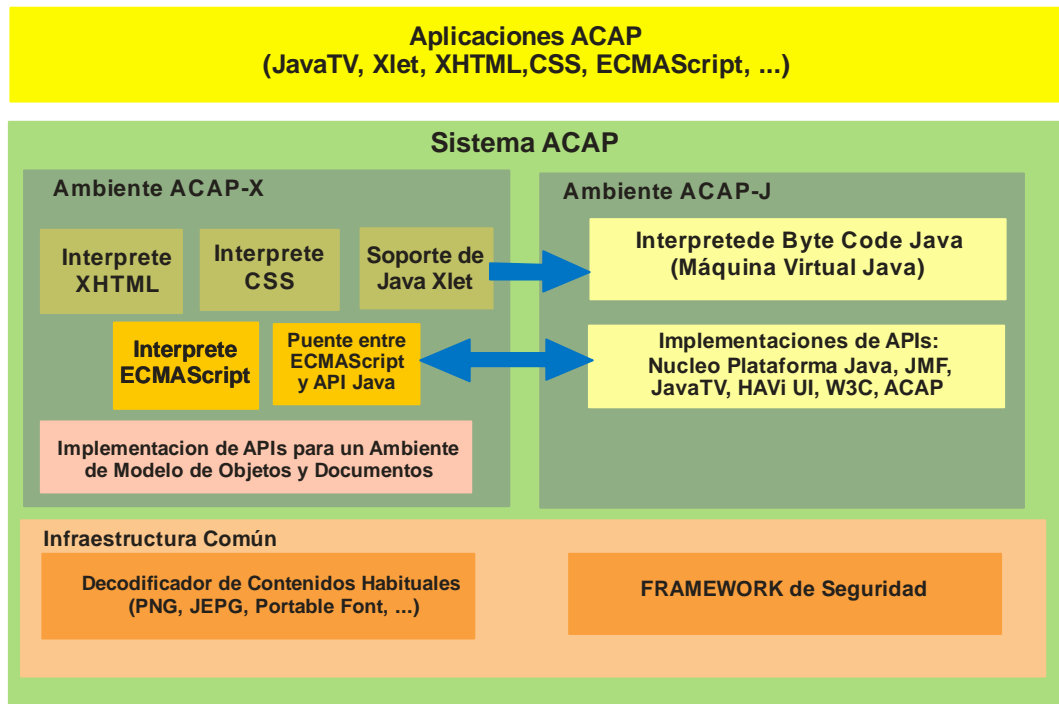 Aplicaciones ACAP
(JavaTV, Xlet, XHTML,CSS, ECMAScript, ...)
Sistema ACAP
Ambiente ACAP-X
Interprete
XHTML
Interprete
CSS
Soporte de
Java Xlet
Interprete
ECMAScript
Puente entre
ECMAScript
y API Java
Implementacion de APIs para un Ambiente
de Modelo de Objetos y Documentos
Ambiente ACAP-J
Interpretede Byte Code Java
(Máquina Virtual Java)
Implementaciones de APIs:
Nucleo Plataforma Java, JMF,
JavaTV, HAVi UI, W3C, ACAP
Infraestructura Común
Decodificador de Contenidos Habituales
(PNG, JEPG, Portable Font, ...)
FRAMEWORK de Seguridad